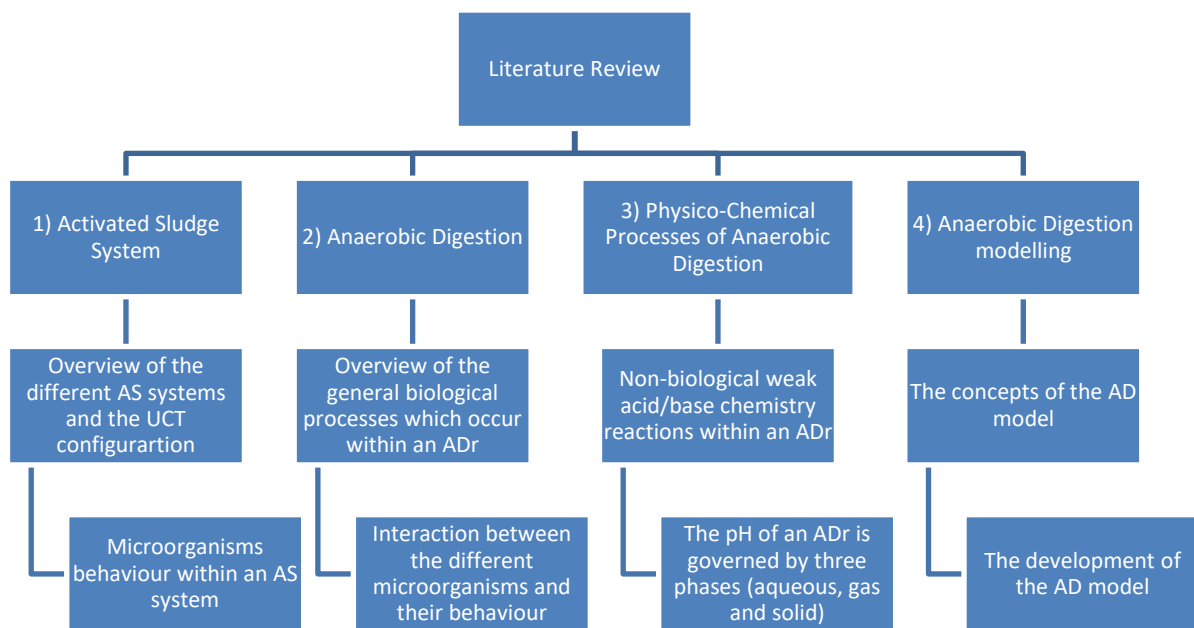 Literature Review
1) Activated Sludge
System
2) Anaerobic Digestion
3) Physico-Chemical
Processes of Anaerobic
Digestion
4) Anaerobic Digestion
modelling
Overview of the
different AS systems
and the UCT
configurartion
Overview of the
general biological
processes which occur
within an ADr
Non-biological weak
acid/base chemistry
reactions within an ADr
The concepts of the AD
model
Microorganisms
behaviour within an AS
system
Interaction between
the different
microorganisms and
their behaviour
The pH of an ADr is
governed by three
phases (aqueous, gas
and solid)
The development of
the AD model